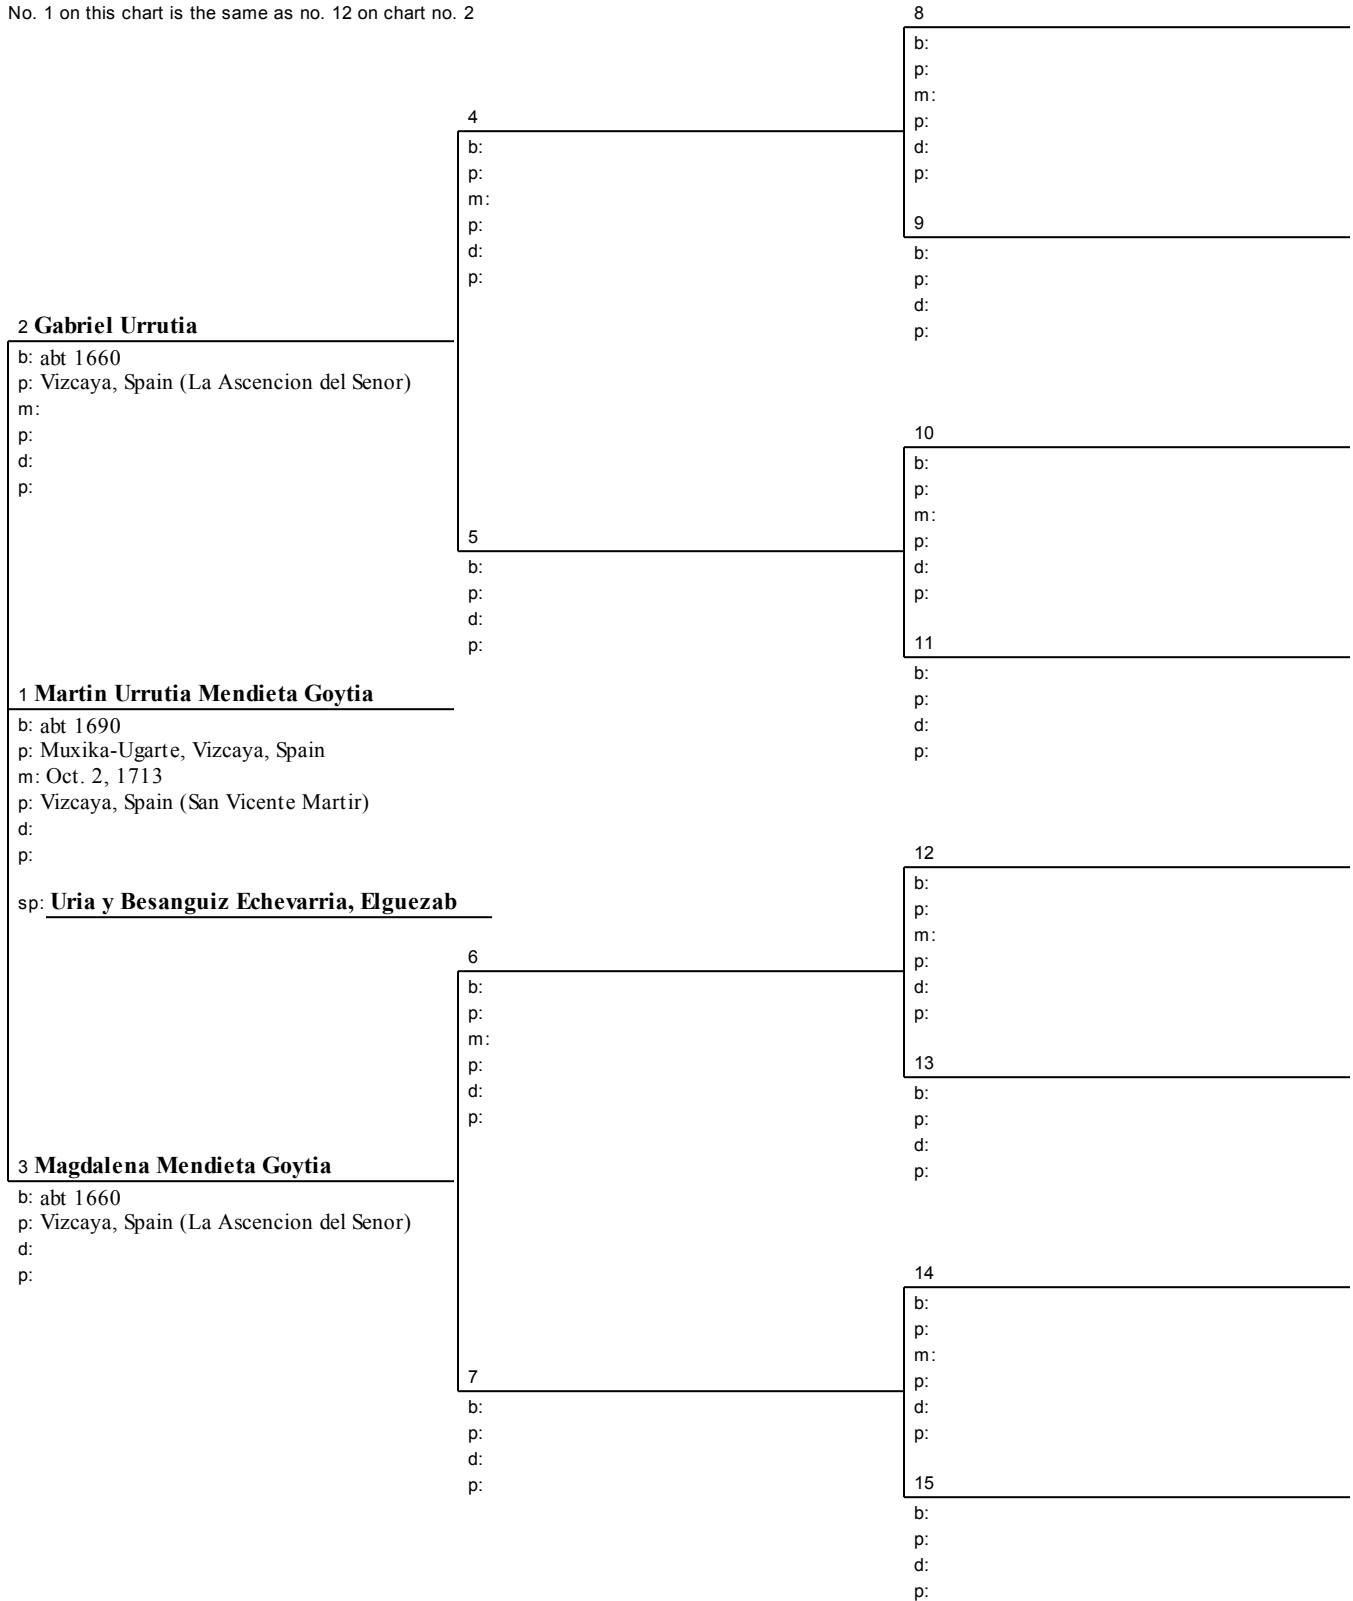 No. 1 on this chart is the same as no. 12 on chart no. 2
8
b:
p:
m:
p:
d:
p:
4
b:
p:
m:
p:
d:
p:
9
b:
p:
d:
p:
2 Gabriel Urrutia
b: abt 1660
p: Vizcaya, Spain (La Ascencion del Senor)
m:
p:
d:
p:
10
b:
p:
m:
p:
d:
p:
5
b:
p:
d:
p:
11
b:
p:
d:
p:
1 Martin Urrutia Mendieta Goytia
b: abt 1690
p: Muxika-Ugarte, Vizcaya, Spain
m: Oct. 2, 1713
p: Vizcaya, Spain (San Vicente Martir)
d:
p:
sp: Uria y Besanguiz Echevarria, Elguezab
12
b:
p:
m:
p:
d:
p:
6
b:
p:
m:
p:
d:
p:
13
b:
p:
d:
p:
3 Magdalena Mendieta Goytia
b: abt 1660
p: Vizcaya, Spain (La Ascencion del Senor)
d:
p:
14
b:
p:
m:
p:
d:
p:
7
b:
p:
d:
p:
15
b:
p:
d:
p: